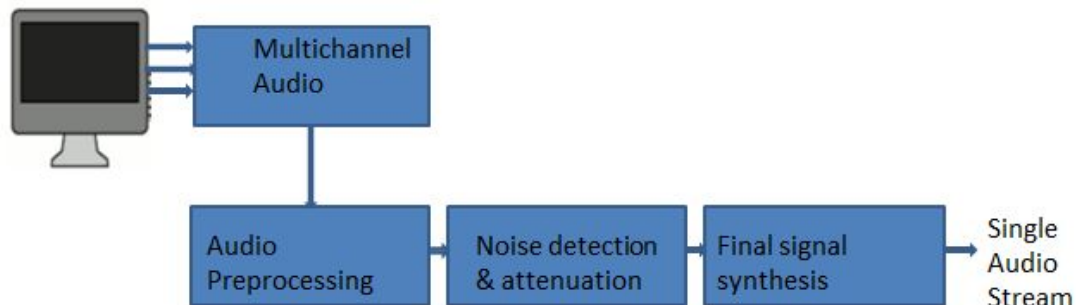 Multichannel
Audio
Audio
Preprocessing
Noise detection
& attenuation
Final signal
synthesis
Single
Audio
Stream